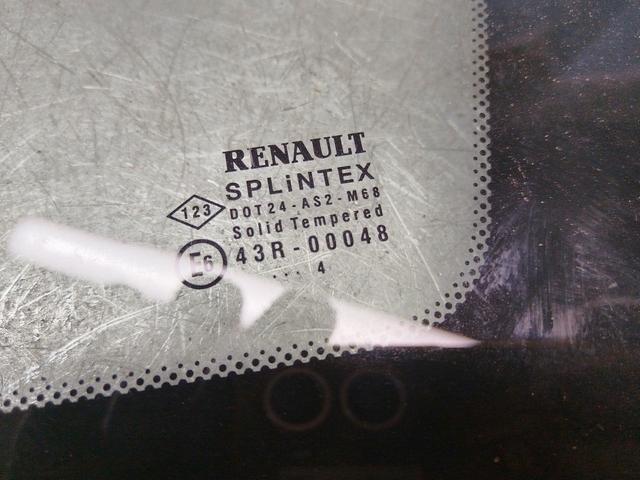 RENAULT
SPLiNTEX
123 DOT24-AS2-M68
Solid Tempered
E6 43R-00048
.... 4